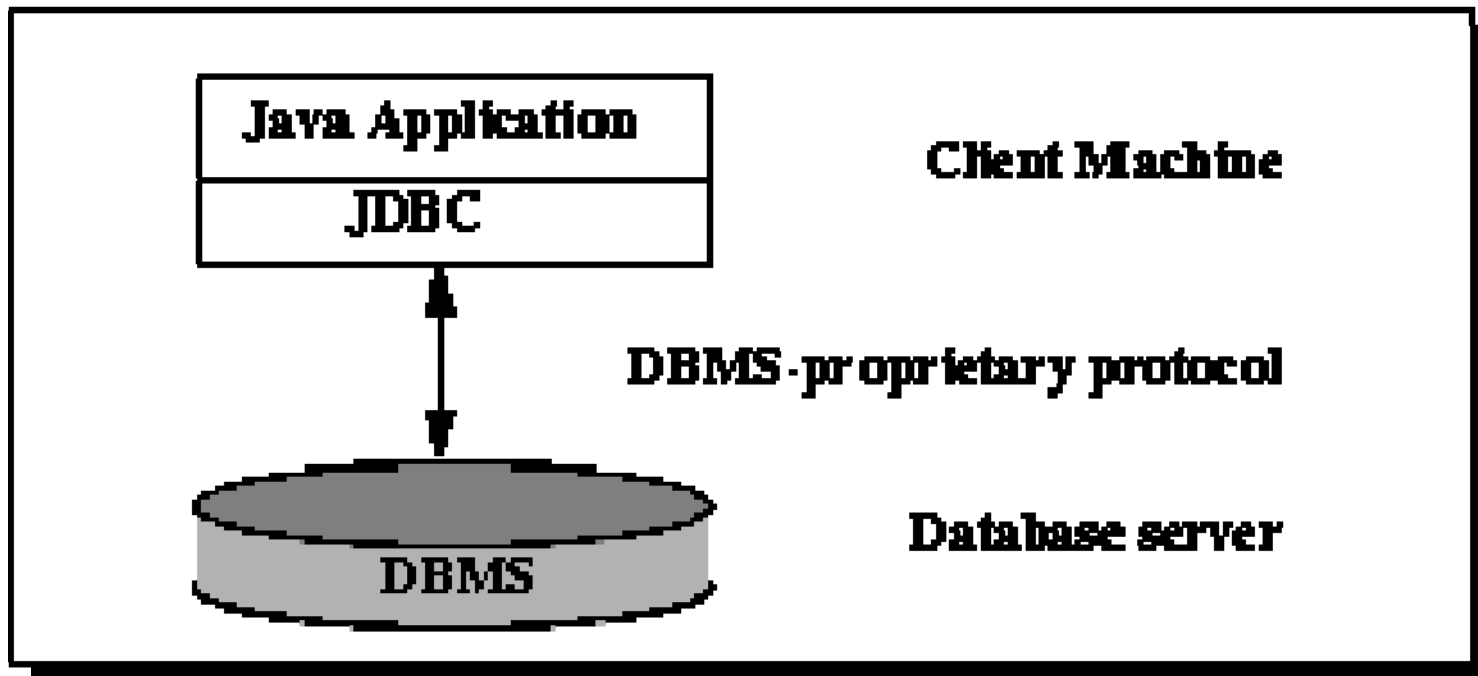 Java Application
Client Machine
JDBC
DBMS-proprietary protocol
Database server
DBMS